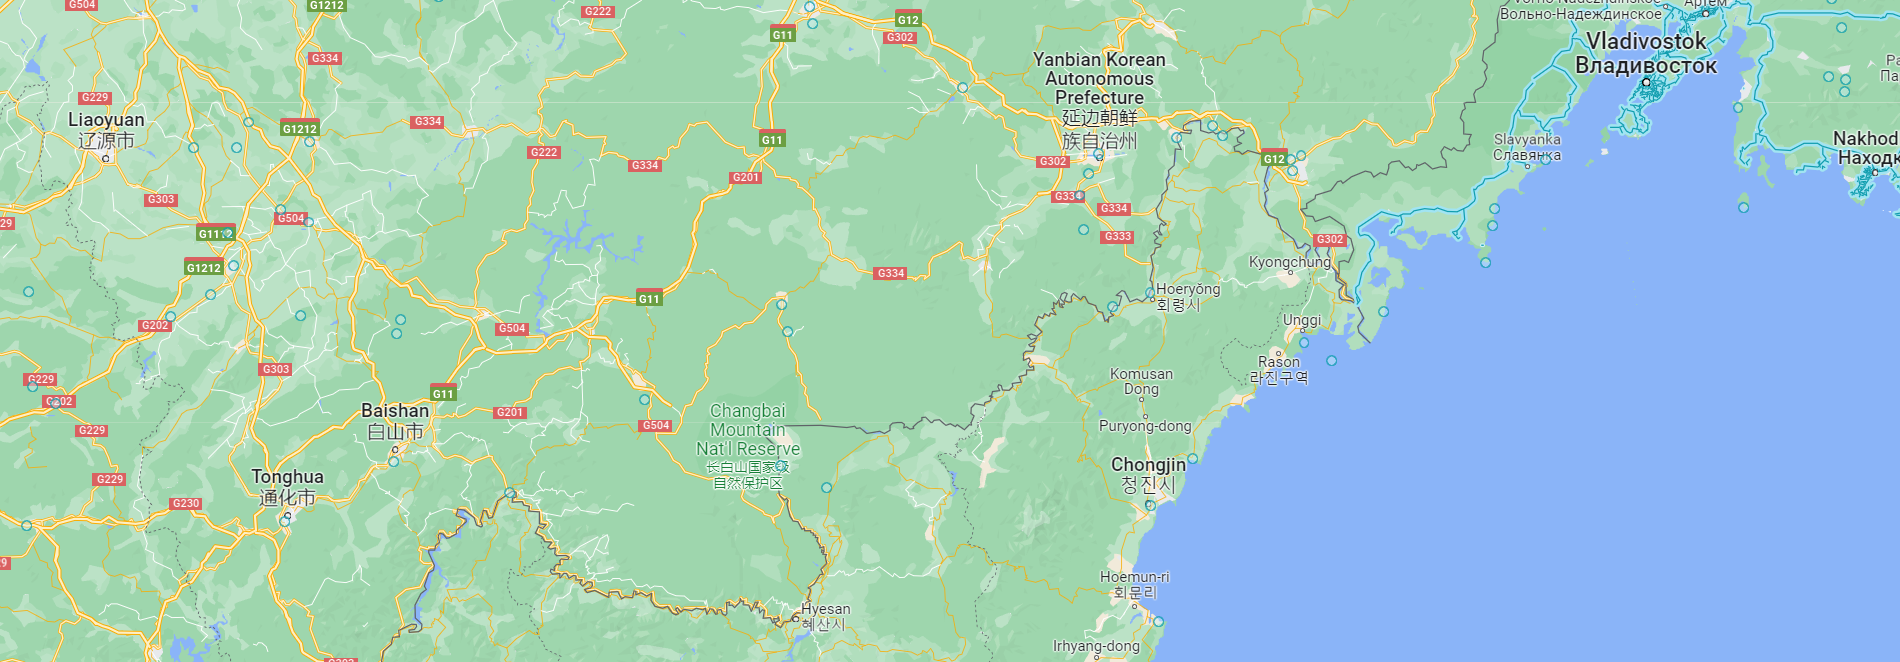 G504
G1212
G222
G12
G302
G11
G334
G229
Liaoyuan
辽源市
G1212
G334
G222
G334
G11
G201
G303
G504
G1212
Yanbian Korean
Autonomous
Prefecture
延边朝鲜
族自治州
G302
G334
G334
G333
G12
G302
Вольно-Надеждинское
Артём
Vladivostok
Владивосток
Slavyanka
Славянка
Nakhod
Находк
29
G11
G334
G202
G504
G303
G229
G202
G229
G11
G201
G504
Baishan
白山市
Changbai
Mountain
Nat'l Reserve
长白山国家级
自然保护区
Kyongchung
Hoeryŏng
회령시
Unggi
Rason
라진구역
Komusan
Dong
Puryong-dong
Chongjin
청진시
G229
G230
Tonghua
通化市
Hyesan
혜산시
Hoemun-ri
회문리
Irhyang-dong